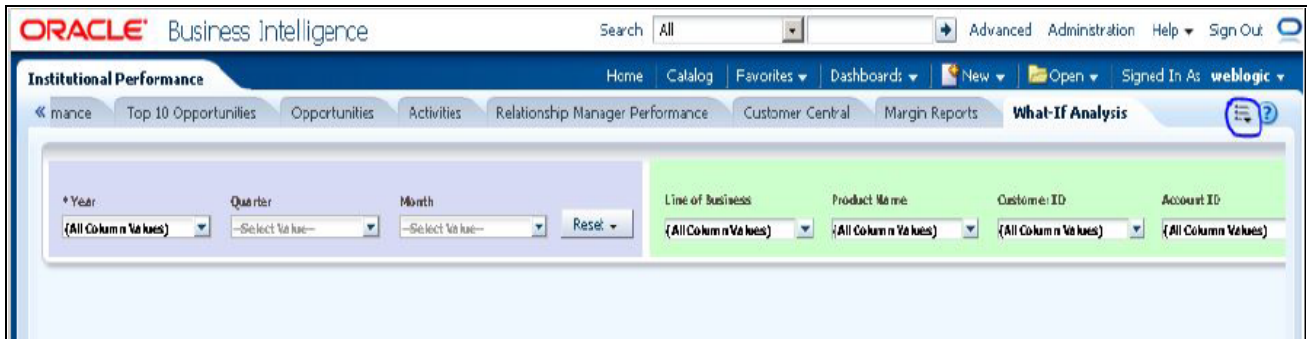 ORACLE Business Intelligence Search All Advanced Administration Help Sign Out
Institutional Performance Home Catalog Favorites Dashboards New Open Signed In As weblogic
« mance Top 10 Opportunities Opportunities Activities Relationship Manager Performance Customer Central Margin Reports What-If Analysis ?
* Year Quarter Month Line of Business Product Name Customer ID Account ID
(All Column Values) --Select Value-- --Select Value-- Reset (All Column Values) (All Column Values) (All Column Values) (All Column Values)